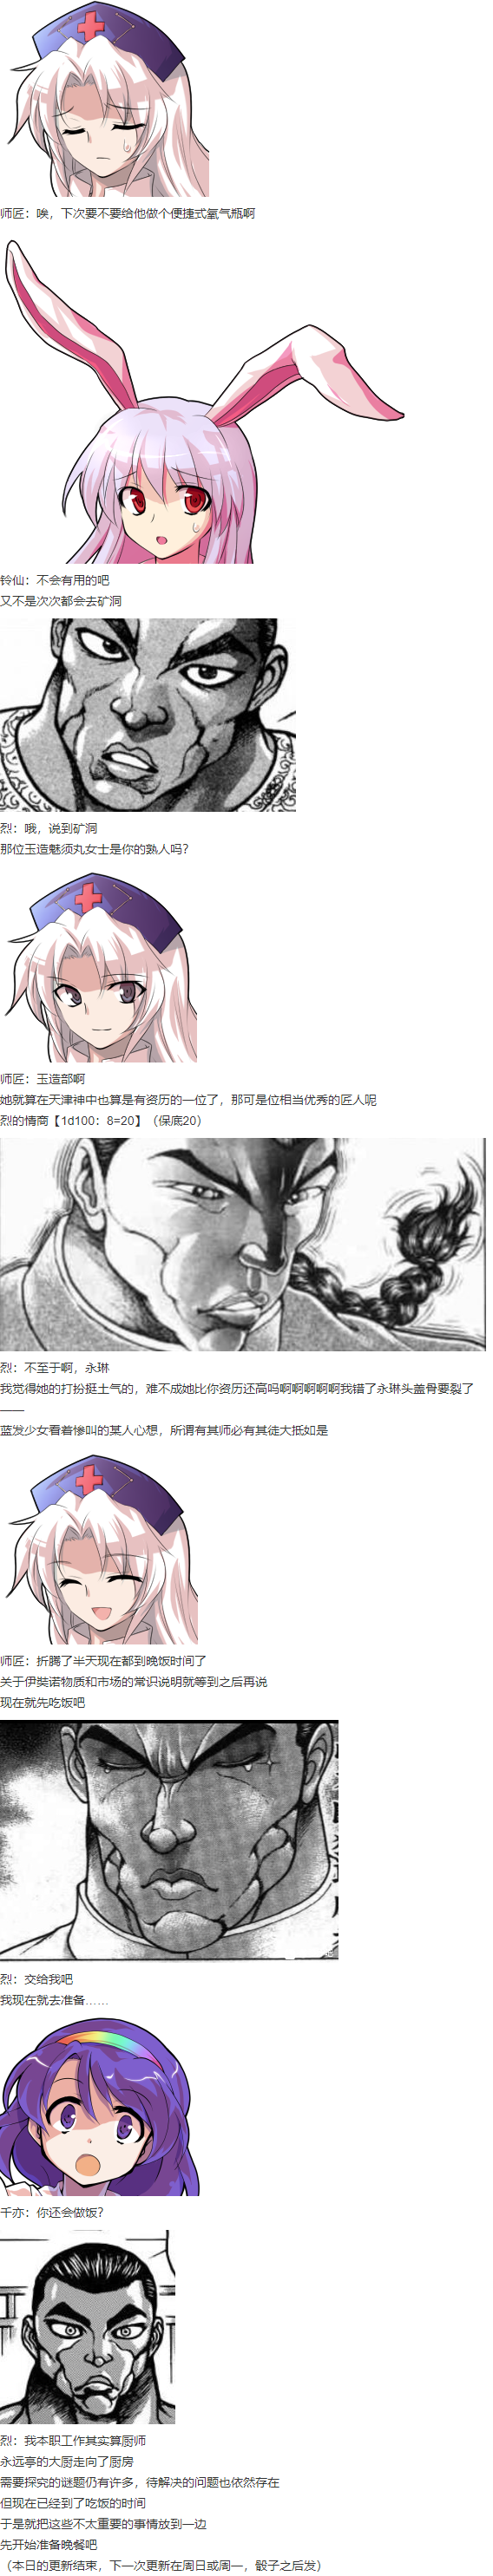 师匠：唉，下次要不要给他做个便捷式氧气瓶啊
铃仙：不会有用的吧
又不是次次都会去矿洞
烈：哦，说到矿洞
那位玉造魅须丸女士是你的熟人吗？
师匠：玉造部啊
她就算在天津神中也算是有资历的一位了，那可是位相当优秀的匠人呢
烈的情商【1d100：8=20】（保底20）
烈：不至于啊，永琳
我觉得她的打扮挺土气的，难不成她比你资历还高吗啊啊啊啊啊我错了永琳头盖骨要裂了
——
蓝发少女看着惨叫的某人心想，所谓有其师必有其徒大抵如是
师匠：折腾了半天现在都到晚饭时间了
关于伊奘诺物质和市场的常识说明就等到之后再说
现在就先吃饭吧
烈：交给我吧
我现在就去准备……
千亦：你还会做饭？
烈：我本职工作其实算厨师
永远亭的大厨走向了厨房
需要探究的谜题仍有许多，待解决的问题也依然存在
但现在已经到了吃饭的时间
于是就把这些不太重要的事情放到一边
先开始准备晚餐吧
（本日的更新结束，下一次更新在周日或周一，骰子之后发）